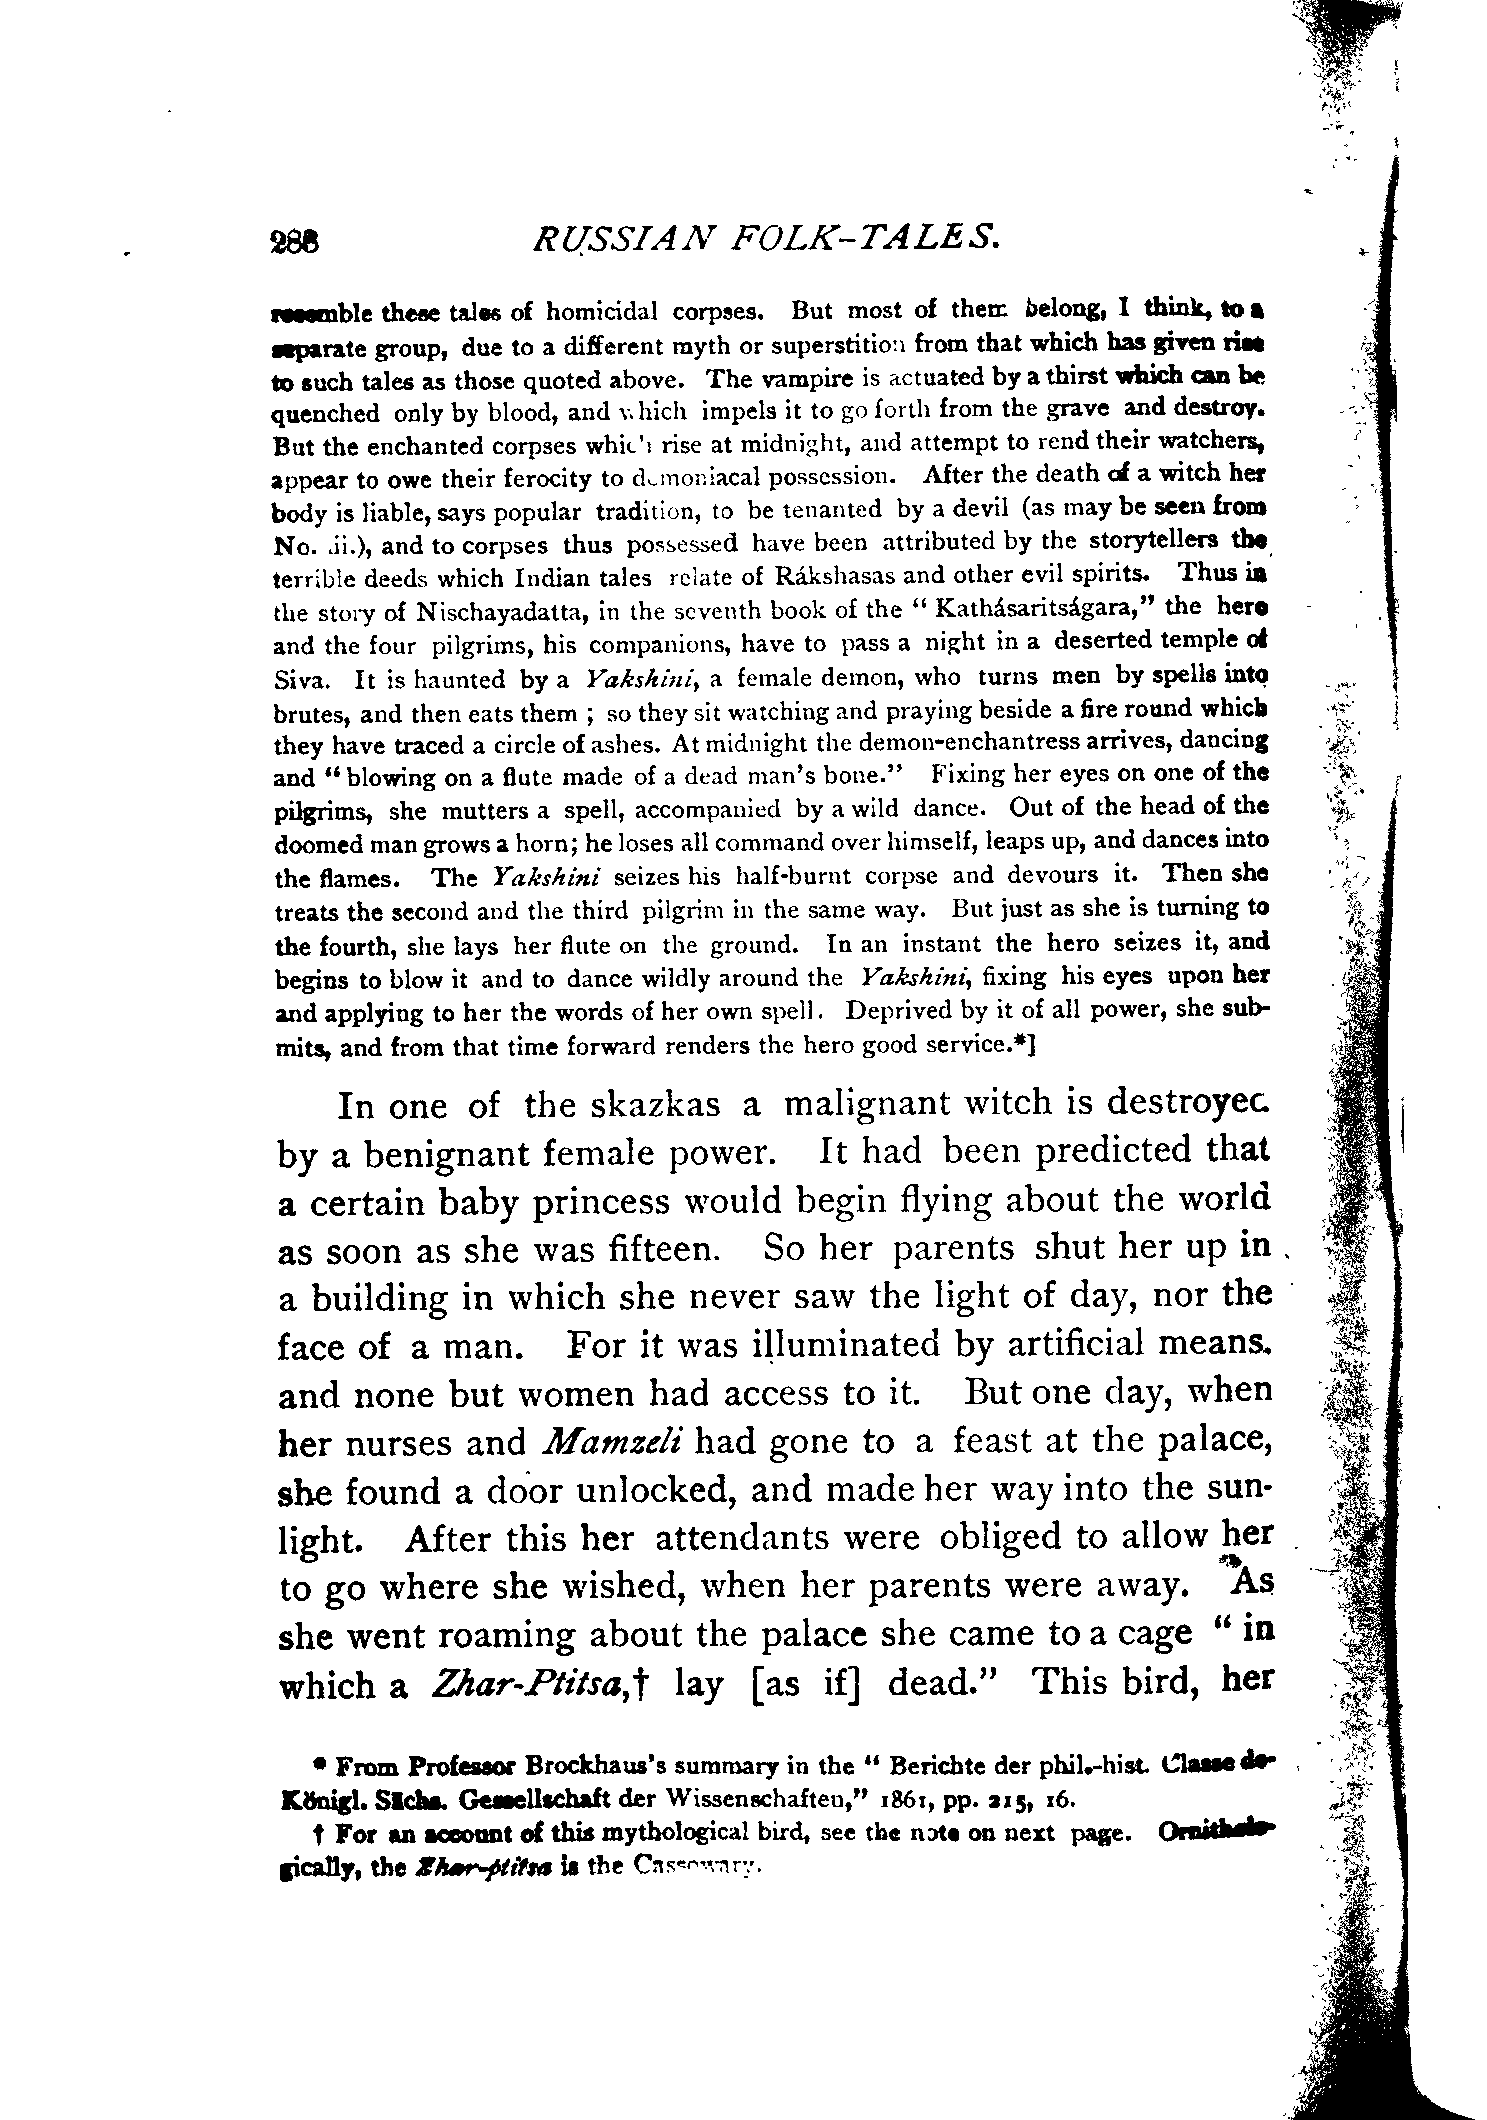 288 RUSSIAN FOLK-TALES.
resemble these tales of homicidal corpses. But most of them belong, I think, to a
separate group, due to a different myth or superstition from that which has given rise
to such tales as those quoted above. The vampire is actuated by a thirst which can be
quenched only by blood, and which impels it to go forth from the grave and destroy.
But the enchanted corpses which rise at midnight, and attempt to rend their watchers,
appear to owe their ferocity to demoniacal possession. After the death of a witch her
body is liable, says popular tradition, to be tenanted by a devil (as may be seen from
No. .ii.), and to corpses thus possessed have been attributed by the storytellers the
terrible deeds which Indian tales relate of Rákshasas and other evil spirits. Thus in
the story of Nischayadatta, in the seventh book of the “ Kathásaritságara,” the hero
and the four pilgrims, his companions, have to pass a night in a deserted temple of
Siva. It is haunted by a Yakshini, a female demon, who turns men by spells into
brutes, and then eats them ; so they sit watching and praying beside a fire round which
they have traced a circle of ashes. At midnight the demon-enchantress arrives, dancing
and “ blowing on a flute made of a dead man's bone.” Fixing her eyes on one of the
pilgrims, she mutters a spell, accompanied by a wild dance. Out of the head of the
doomed man grows a horn; he loses all command over himself, leaps up, and dances into
the flames. The Yakshini seizes his half-burnt corpse and devours it. Then she
treats the second and the third pilgrim in the same way. But just as she is turning to
the fourth, she lays her flute on the ground. In an instant the hero seizes it, and
begins to blow it and to dance wildly around the Yakshini, fixing his eyes upon her
and applying to her the words of her own spell. Deprived by it of all power, she sub-
mits, and from that time forward renders the hero good service.*]
In one of the skazkas a malignant witch is destroyed
by a benignant female power. It had been predicted that
a certain baby princess would begin flying about the world
as soon as she was fifteen. So her parents shut her up in
a building in which she never saw the light of day, nor the
face of a man. For it was illuminated by artificial means,
and none but women had access to it. But one day, when
her nurses and Mamzeli had gone to a feast at the palace,
she found a door unlocked, and made her way into the sun-
light. After this her attendants were obliged to allow her
to go where she wished, when her parents were away. As
she went roaming about the palace she came to a cage “ in
which a Zhar-Ptitsa,† lay [as if] dead.” This bird, her
* From Professor Brockhaus's summary in the “ Berichte der phil.-hist. Classe der
Königl. Sächs. Gesellschaft der Wissenschaften,” 1861, pp. 215, 16.
† For an account of this mythological bird, see the note on next page. Ornitholo-
gically, the Zhar-ptitsa is the Cassowary.